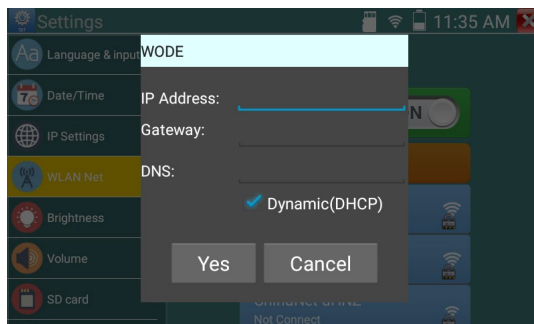 Settings
11:35 AM
Language & input
WODE
Date/Time
IP Address:
N
Gateway:
IP Settings
DNS:
WLAN Net
Dynamic(DHCP)
Brightness
Volume
Yes
Cancel
SD card
Not Connect